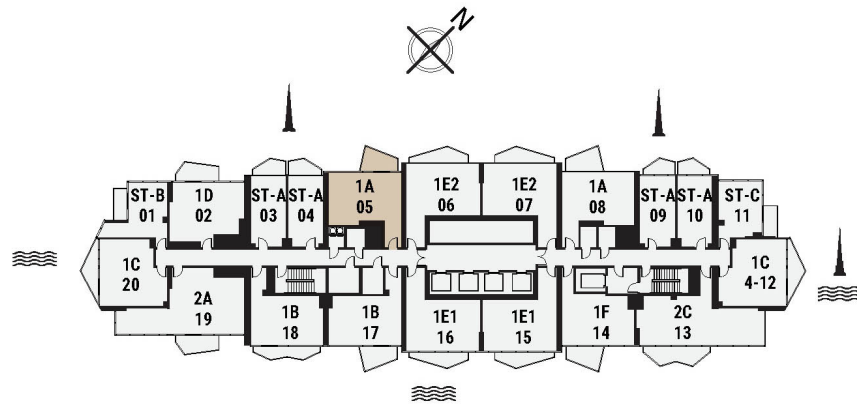 N
ST-B
01
1D
02
ST-A
03
ST-A
04
1A
05
1E2
06
1E2
07
1A
08
ST-A
09
ST-A
10
ST-C
11
1C
20
1C
4-12
2A
19
1B
18
1B
17
1E1
16
1E1
15
1F
14
2C
13